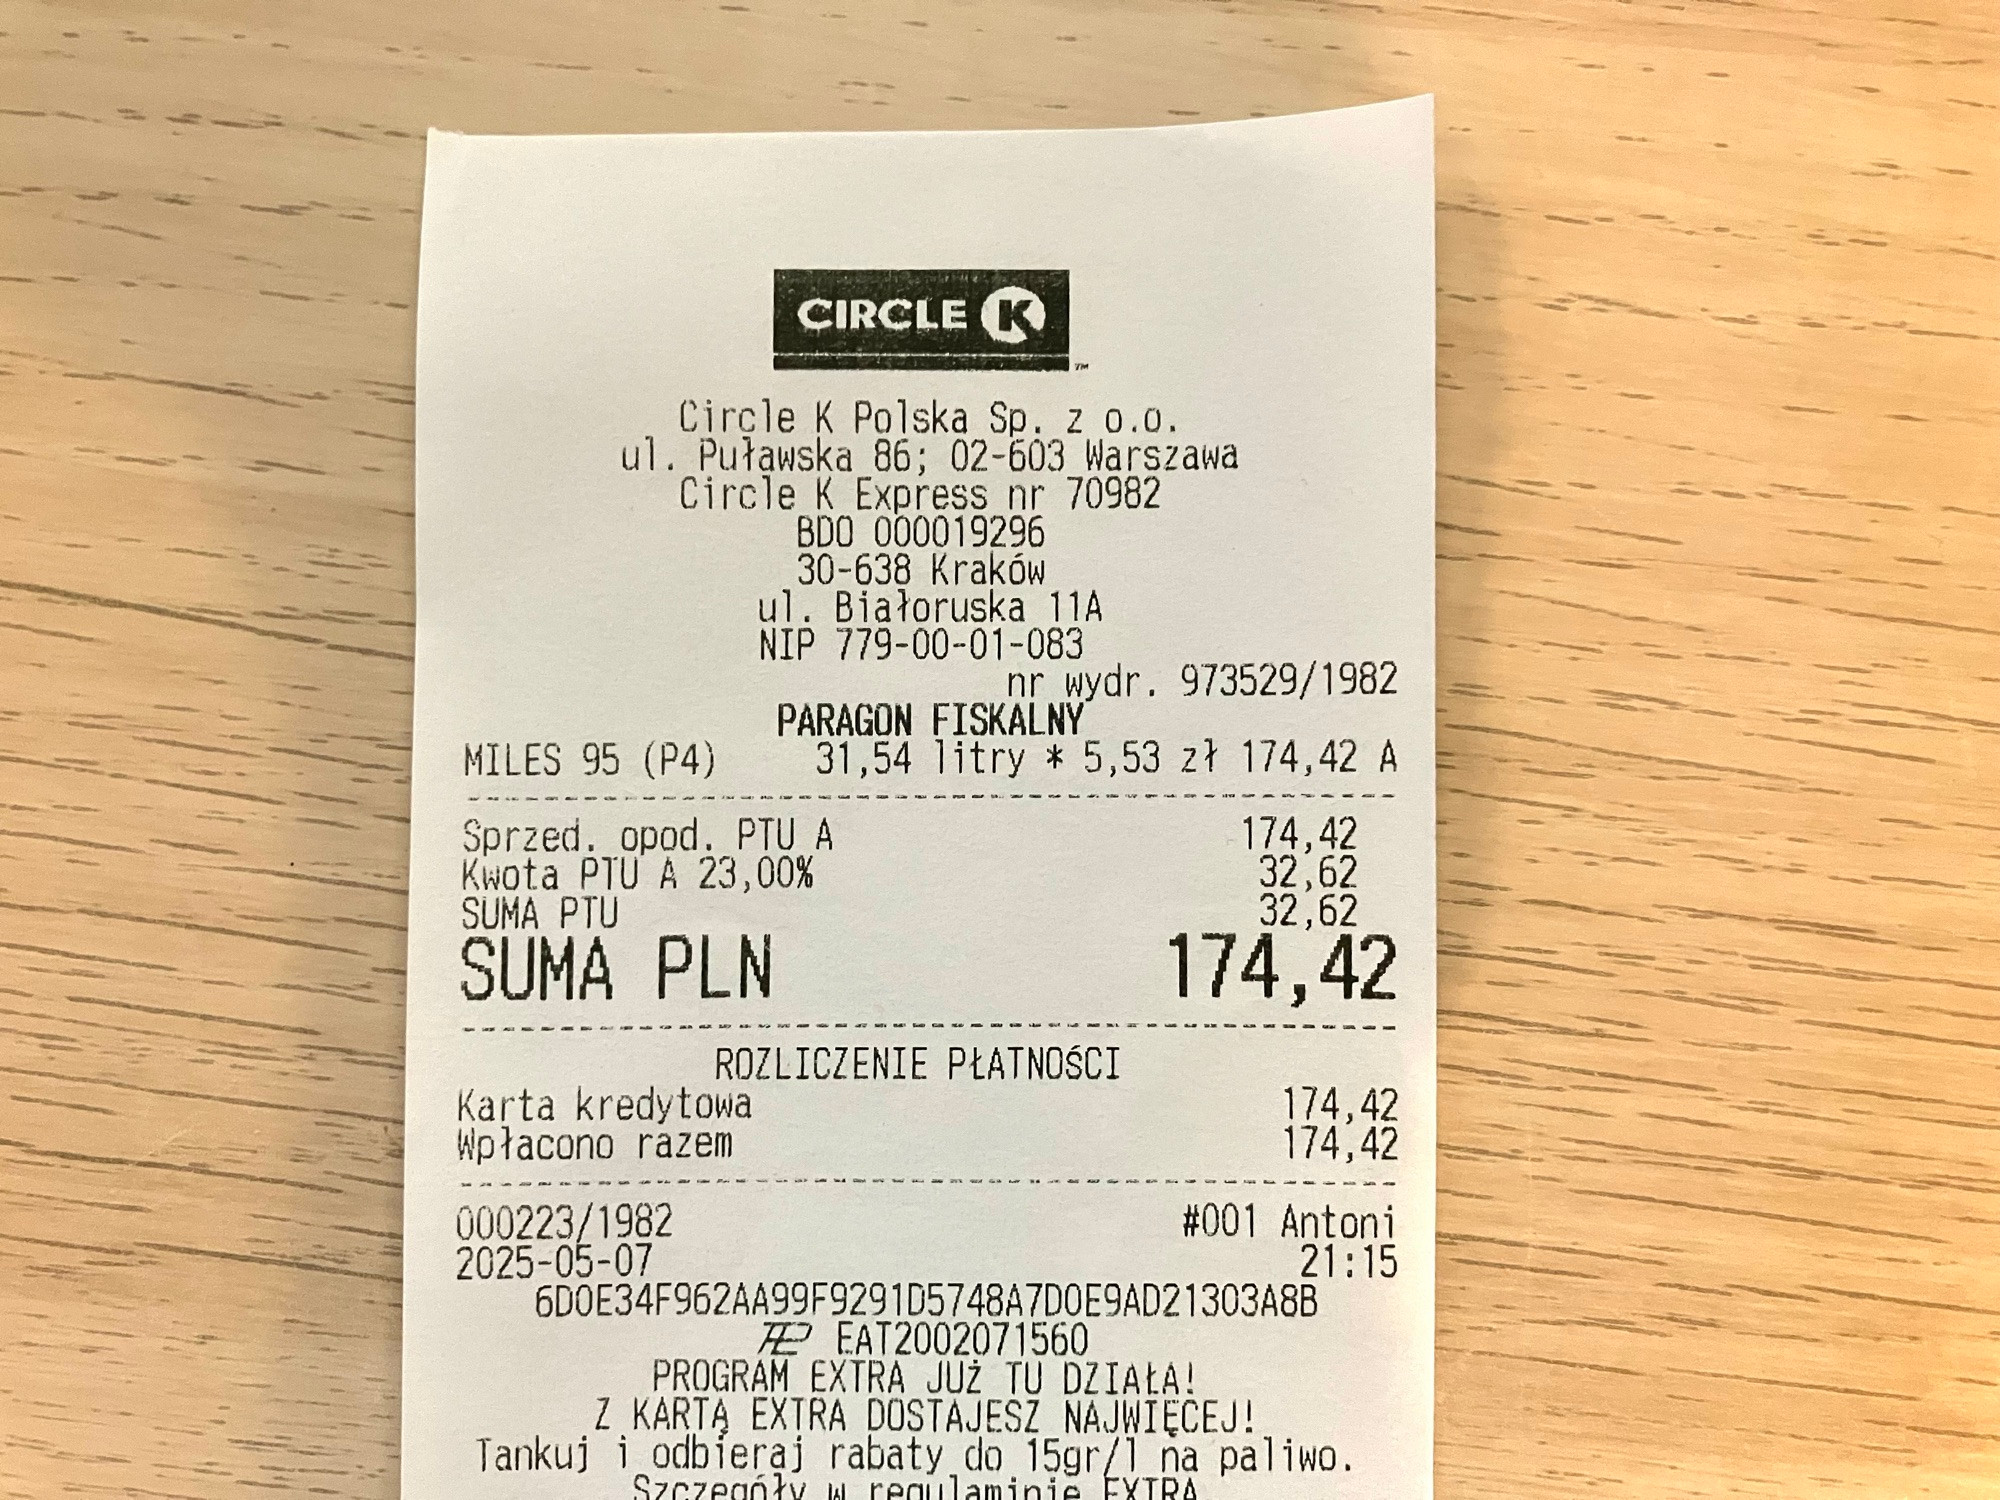 CIRCLE K
™
Circle K Polska Sp. z o.o.
ul. Puławska 86; 02-603 Warszawa
Circle K Express nr 70982
BDO 000019296
30-638 Kraków
ul. Białoruska 11A
NIP 779-00-01-083
nr wydr. 973529/1982
PARAGON FISKALNY
MILES 95 (P4) 31,54 litry * 5,53 zł 174,42 A
Sprzed. opod. PTU A 174,42
Kwota PTU A 23,00% 32,62
SUMA PTU 32,62
SUMA PLN 174,42
ROZLICZENIE PŁATNOŚCI
Karta kredytowa 174,42
Wpłacono razem 174,42
000223/1982 #001 Antoni
2025-05-07 21:15
6D0E34F962AA99F9291D5748A7D0E9AD21303A8B
EAT2002071560
PROGRAM EXTRA JUŻ TU DZIAŁA!
Z KARTĄ EXTRA DOSTAJESZ NAJWIĘCEJ!
Tankuj i odbieraj rabaty do 15gr/l na paliwo.
Szczegóły w regulaminie EXTRA